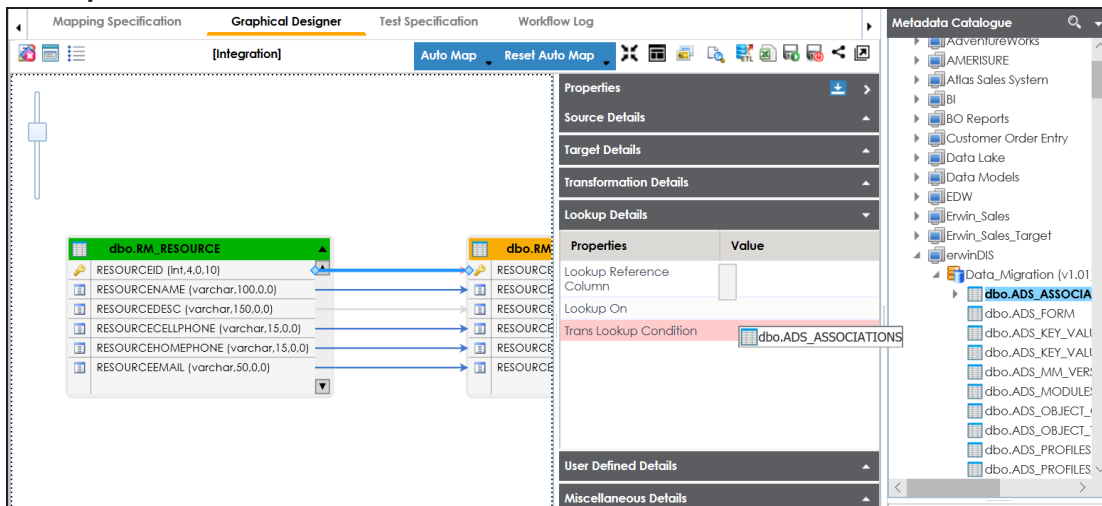 Mapping Specification
Graphical Designer
Test Specification
Workflow Log
[Integration]
Auto Map
Reset Auto Map
ETL
Properties
Source Details
Target Details
Transformation Details
Lookup Details
Properties Value
Lookup Reference
Column
Lookup On
Trans Lookup Condition
dbo.ADS_ASSOCIATIONS
User Defined Details
Miscellaneous Details
dbo.RM_RESOURCE
RESOURCEID (int,4,0,10)
RESOURCENAME (varchar,100,0,0)
RESOURCEDESC (varchar,150,0,0)
RESOURCECELLPHONE (varchar,15,0,0)
RESOURCEHOMEPHONE (varchar,15,0,0)
RESOURCEEMAIL (varchar,50,0,0)
dbo.RM
RESOURCE
RESOURCE
RESOURCE
RESOURCE
RESOURCE
RESOURCE
Metadata Catalogue
AdventureWorks
AMERISURE
Atlas Sales System
BI
BO Reports
Customer Order Entry
Data Lake
Data Models
EDW
Erwin_Sales
Erwin_Sales_Target
erwinDIS
Data_Migration (v1.01
dbo.ADS_ASSOCIA
dbo.ADS_FORM
dbo.ADS_KEY_VALU
dbo.ADS_KEY_VALU
dbo.ADS_MM_VERS
dbo.ADS_MODULES
dbo.ADS_OBJECT_
dbo.ADS_OBJECT_
dbo.ADS_PROFILES
dbo.ADS_PROFILES_